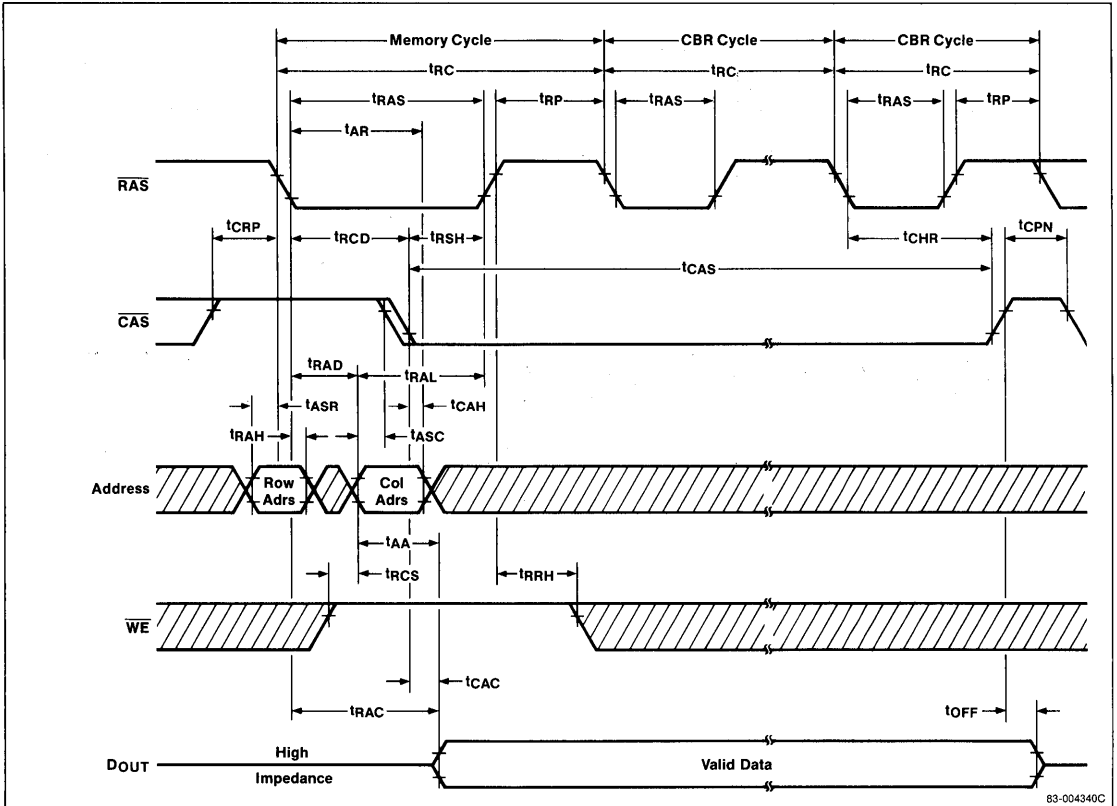 Memory Cycle CBR Cycle CBR Cycle
tRC tRC tRC
tRAS tRP tRAS tRAS tRP
tAR
RAS
tCRP tRCD tRSH tCHR tCPN
tCAS
CAS
tRAD tRAL
tASR tCAH
tRAH tASC
Address Row Adrs Col Adrs
tAA
tRCS tRRH
WE
tCAC
tRAC tOFF
DOUT High Impedance Valid Data
83-004340C